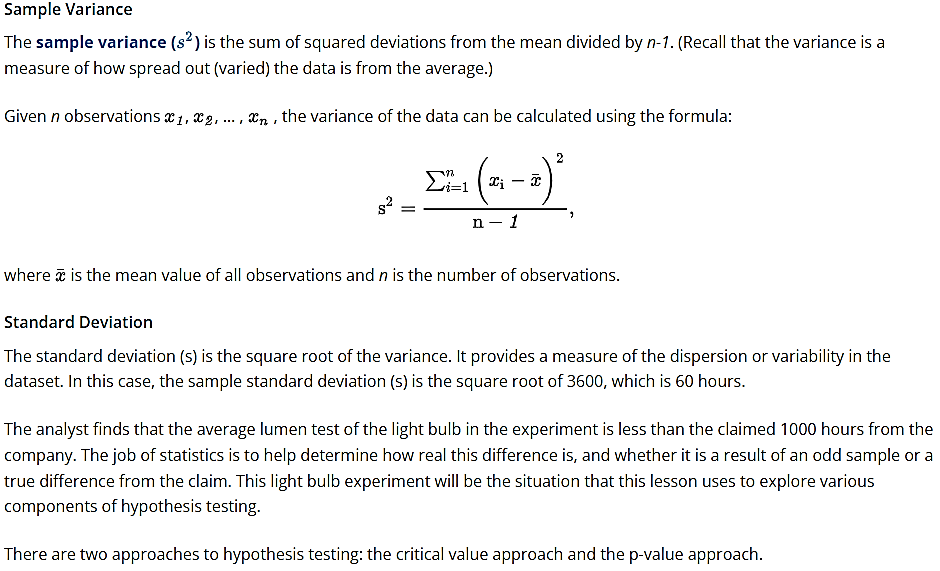 Sample Variance
The sample variance (s²) is the sum of squared deviations from the mean divided by n-1. (Recall that the variance is a
measure of how spread out (varied) the data is from the average.)
Given n observations x₁, x₂, ... , xₙ , the variance of the data can be calculated using the formula:
s² = \frac{\sum_{i=1}^{n} (x_i − x̄)^2}{n − 1},
where x̄ is the mean value of all observations and n is the number of observations.
Standard Deviation
The standard deviation (s) is the square root of the variance. It provides a measure of the dispersion or variability in the
dataset. In this case, the sample standard deviation (s) is the square root of 3600, which is 60 hours.
The analyst finds that the average lumen test of the light bulb in the experiment is less than the claimed 1000 hours from the
company. The job of statistics is to help determine how real this difference is, and whether it is a result of an odd sample or a
true difference from the claim. This light bulb experiment will be the situation that this lesson uses to explore various
components of hypothesis testing.
There are two approaches to hypothesis testing: the critical value approach and the p-value approach.